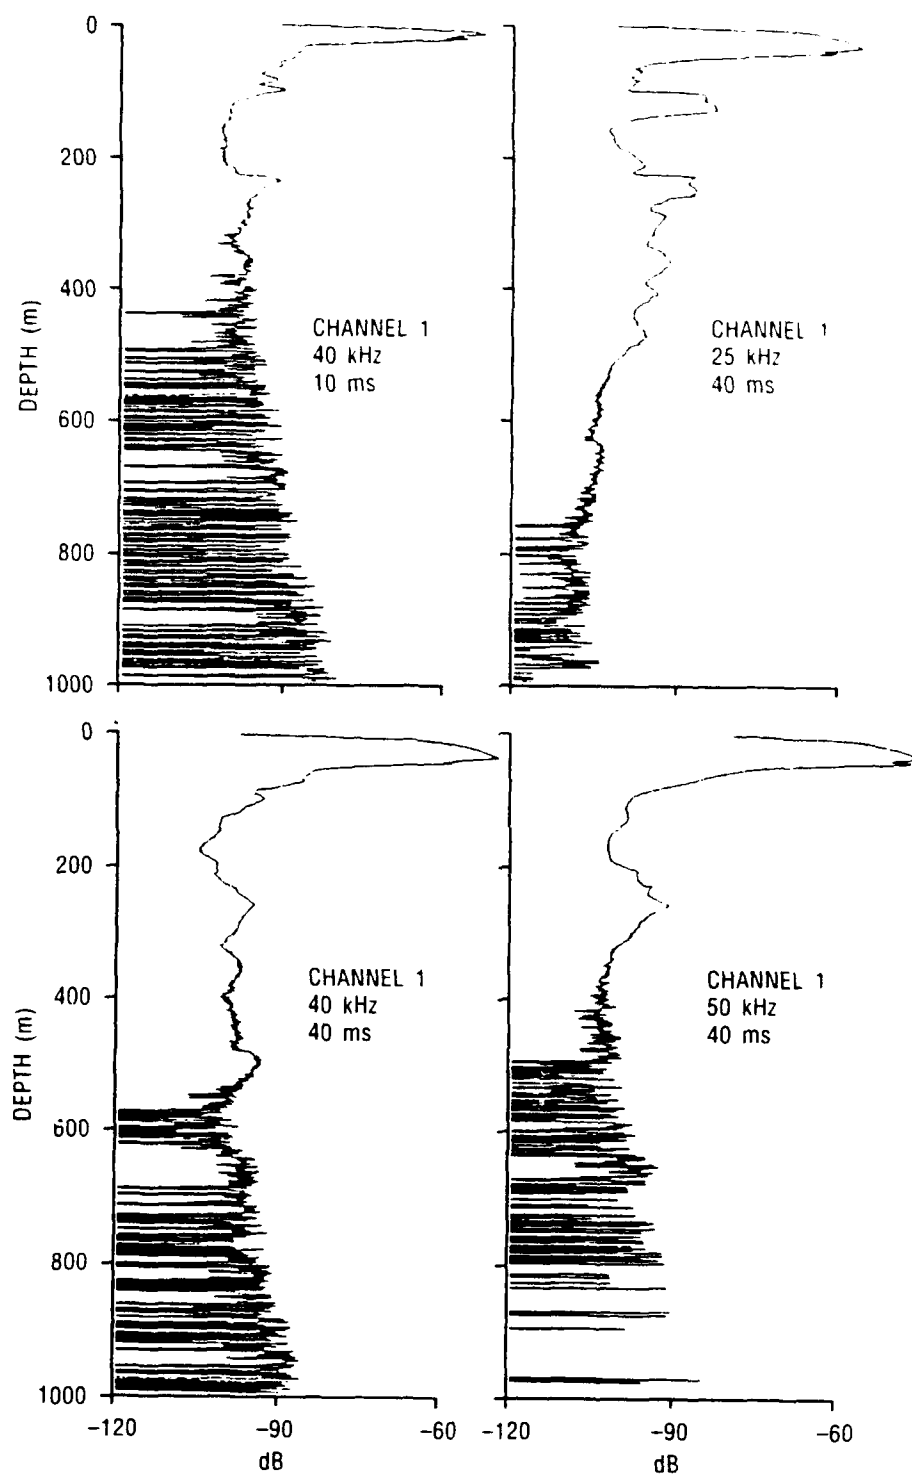 0
200
400
600
800
1000
DEPTH (m)
CHANNEL 1
40 kHz
10 ms
CHANNEL 1
25 kHz
40 ms
0
200
400
600
800
1000
DEPTH (m)
CHANNEL 1
40 kHz
40 ms
CHANNEL 1
50 kHz
40 ms
-120
-90
-60
dB
-120
-90
-60
dB